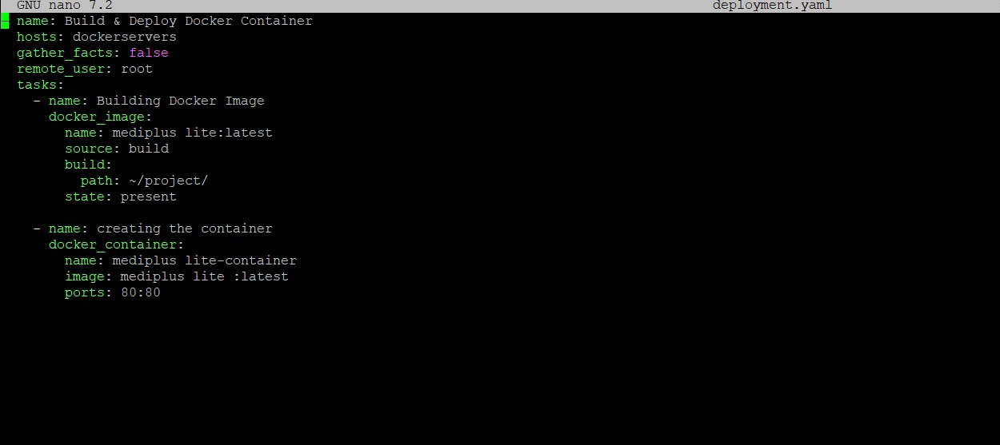 GNU nano 7.2 deployment.yaml
- name: Build & Deploy Docker Container
  hosts: dockerservers
  gather_facts: false
  remote_user: root
  tasks:
    - name: Building Docker Image
      docker_image:
        name: mediplus lite:latest
        source: build
        build:
          path: ~/project/
        state: present

    - name: creating the container
      docker_container:
        name: mediplus lite-container
        image: mediplus lite :latest
        ports: 80:80